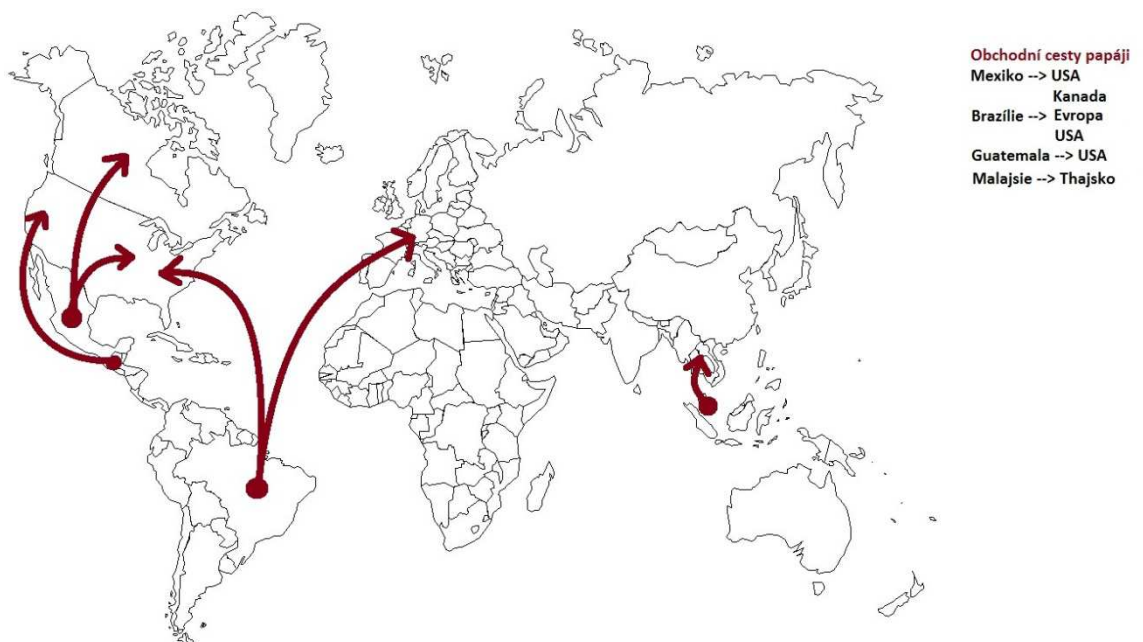 Obchodní cesty papáji
Mexiko --> USA
Kanada
Brazílie --> Evropa
USA
Guatemala --> USA
Malajsie --> Thajsko